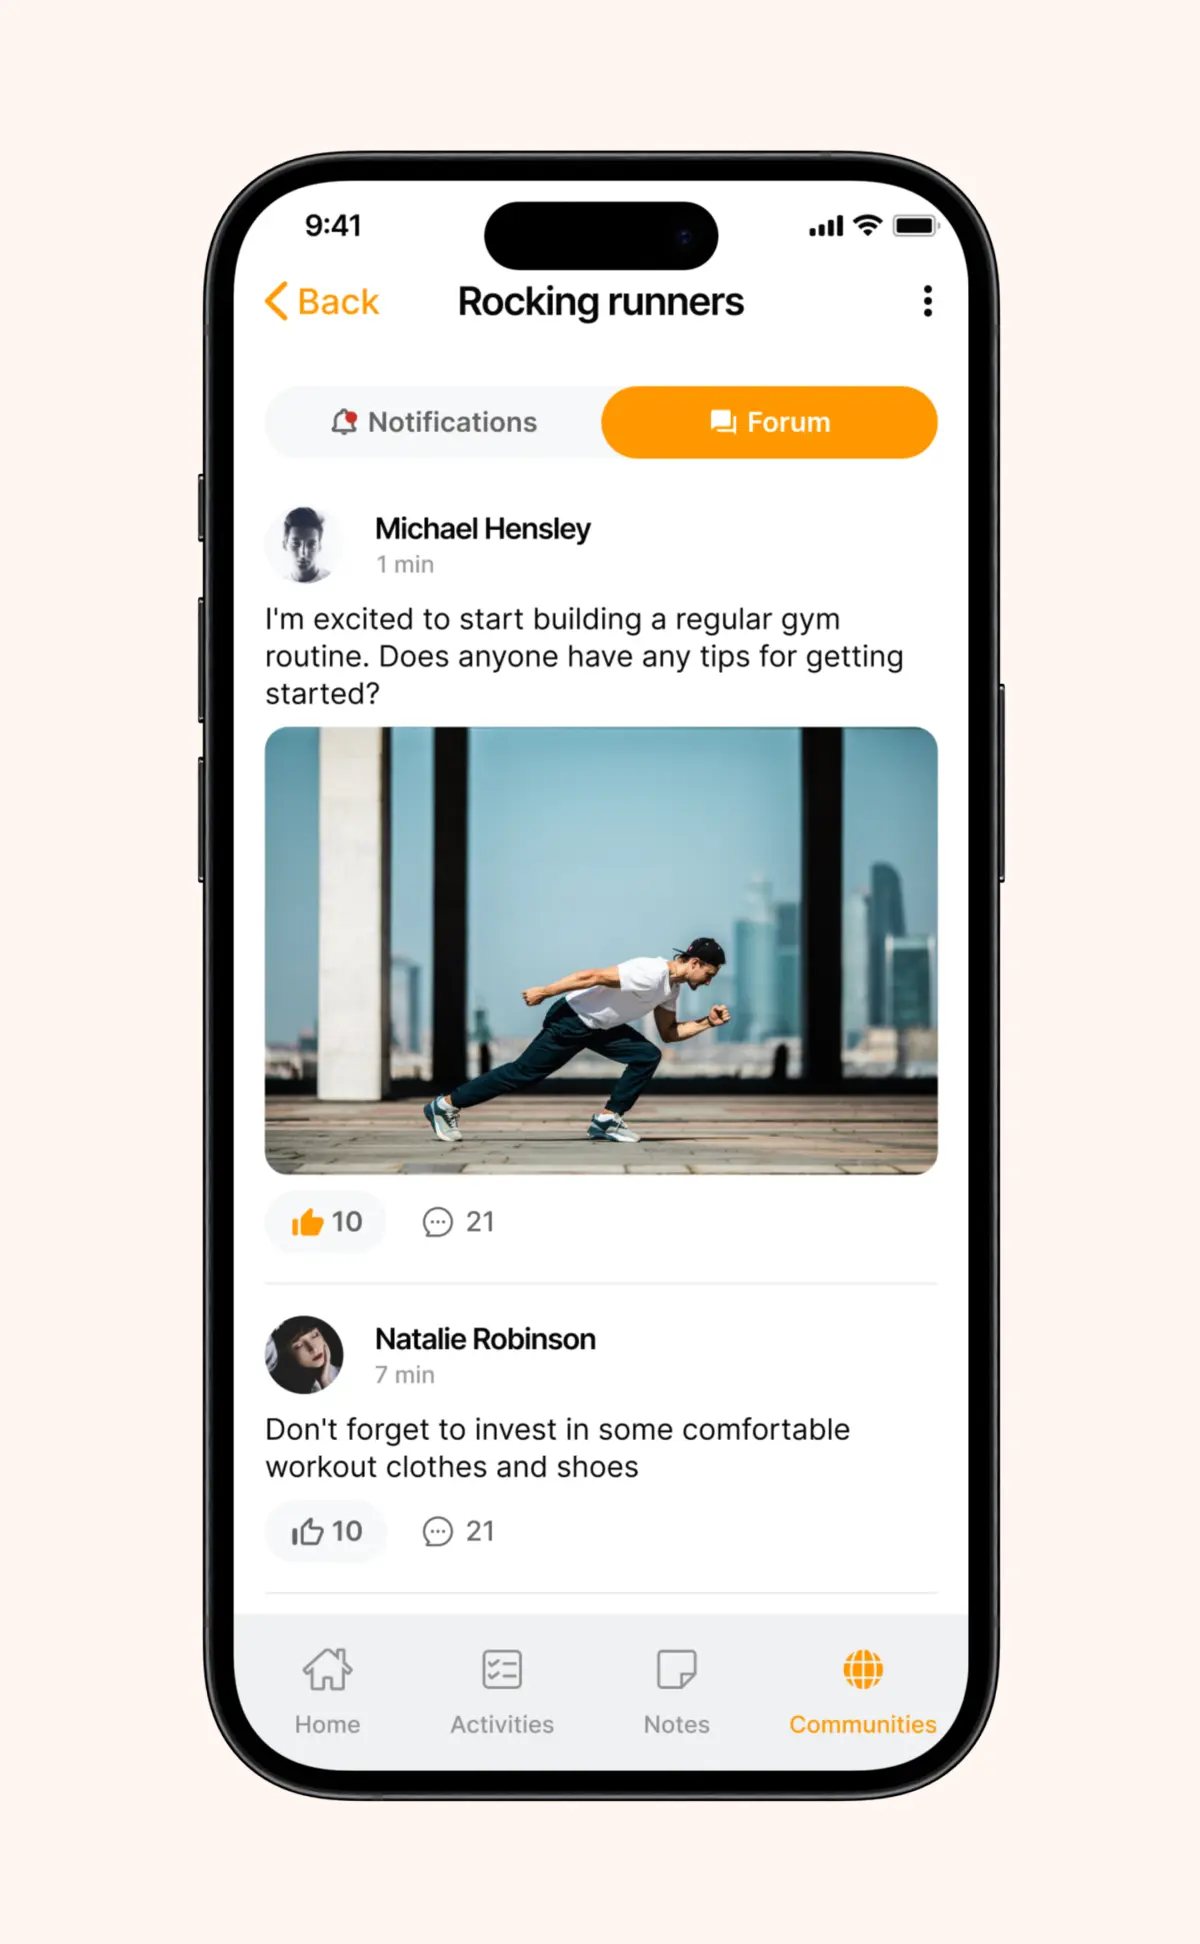 9:41
Back
Rocking runners
Notifications
Forum
Michael Hensley
1 min
I'm excited to start building a regular gym
routine. Does anyone have any tips for getting
started?
10
21
Natalie Robinson
7 min
Don't forget to invest in some comfortable
workout clothes and shoes
10
21
Home
Activities
Notes
Communities